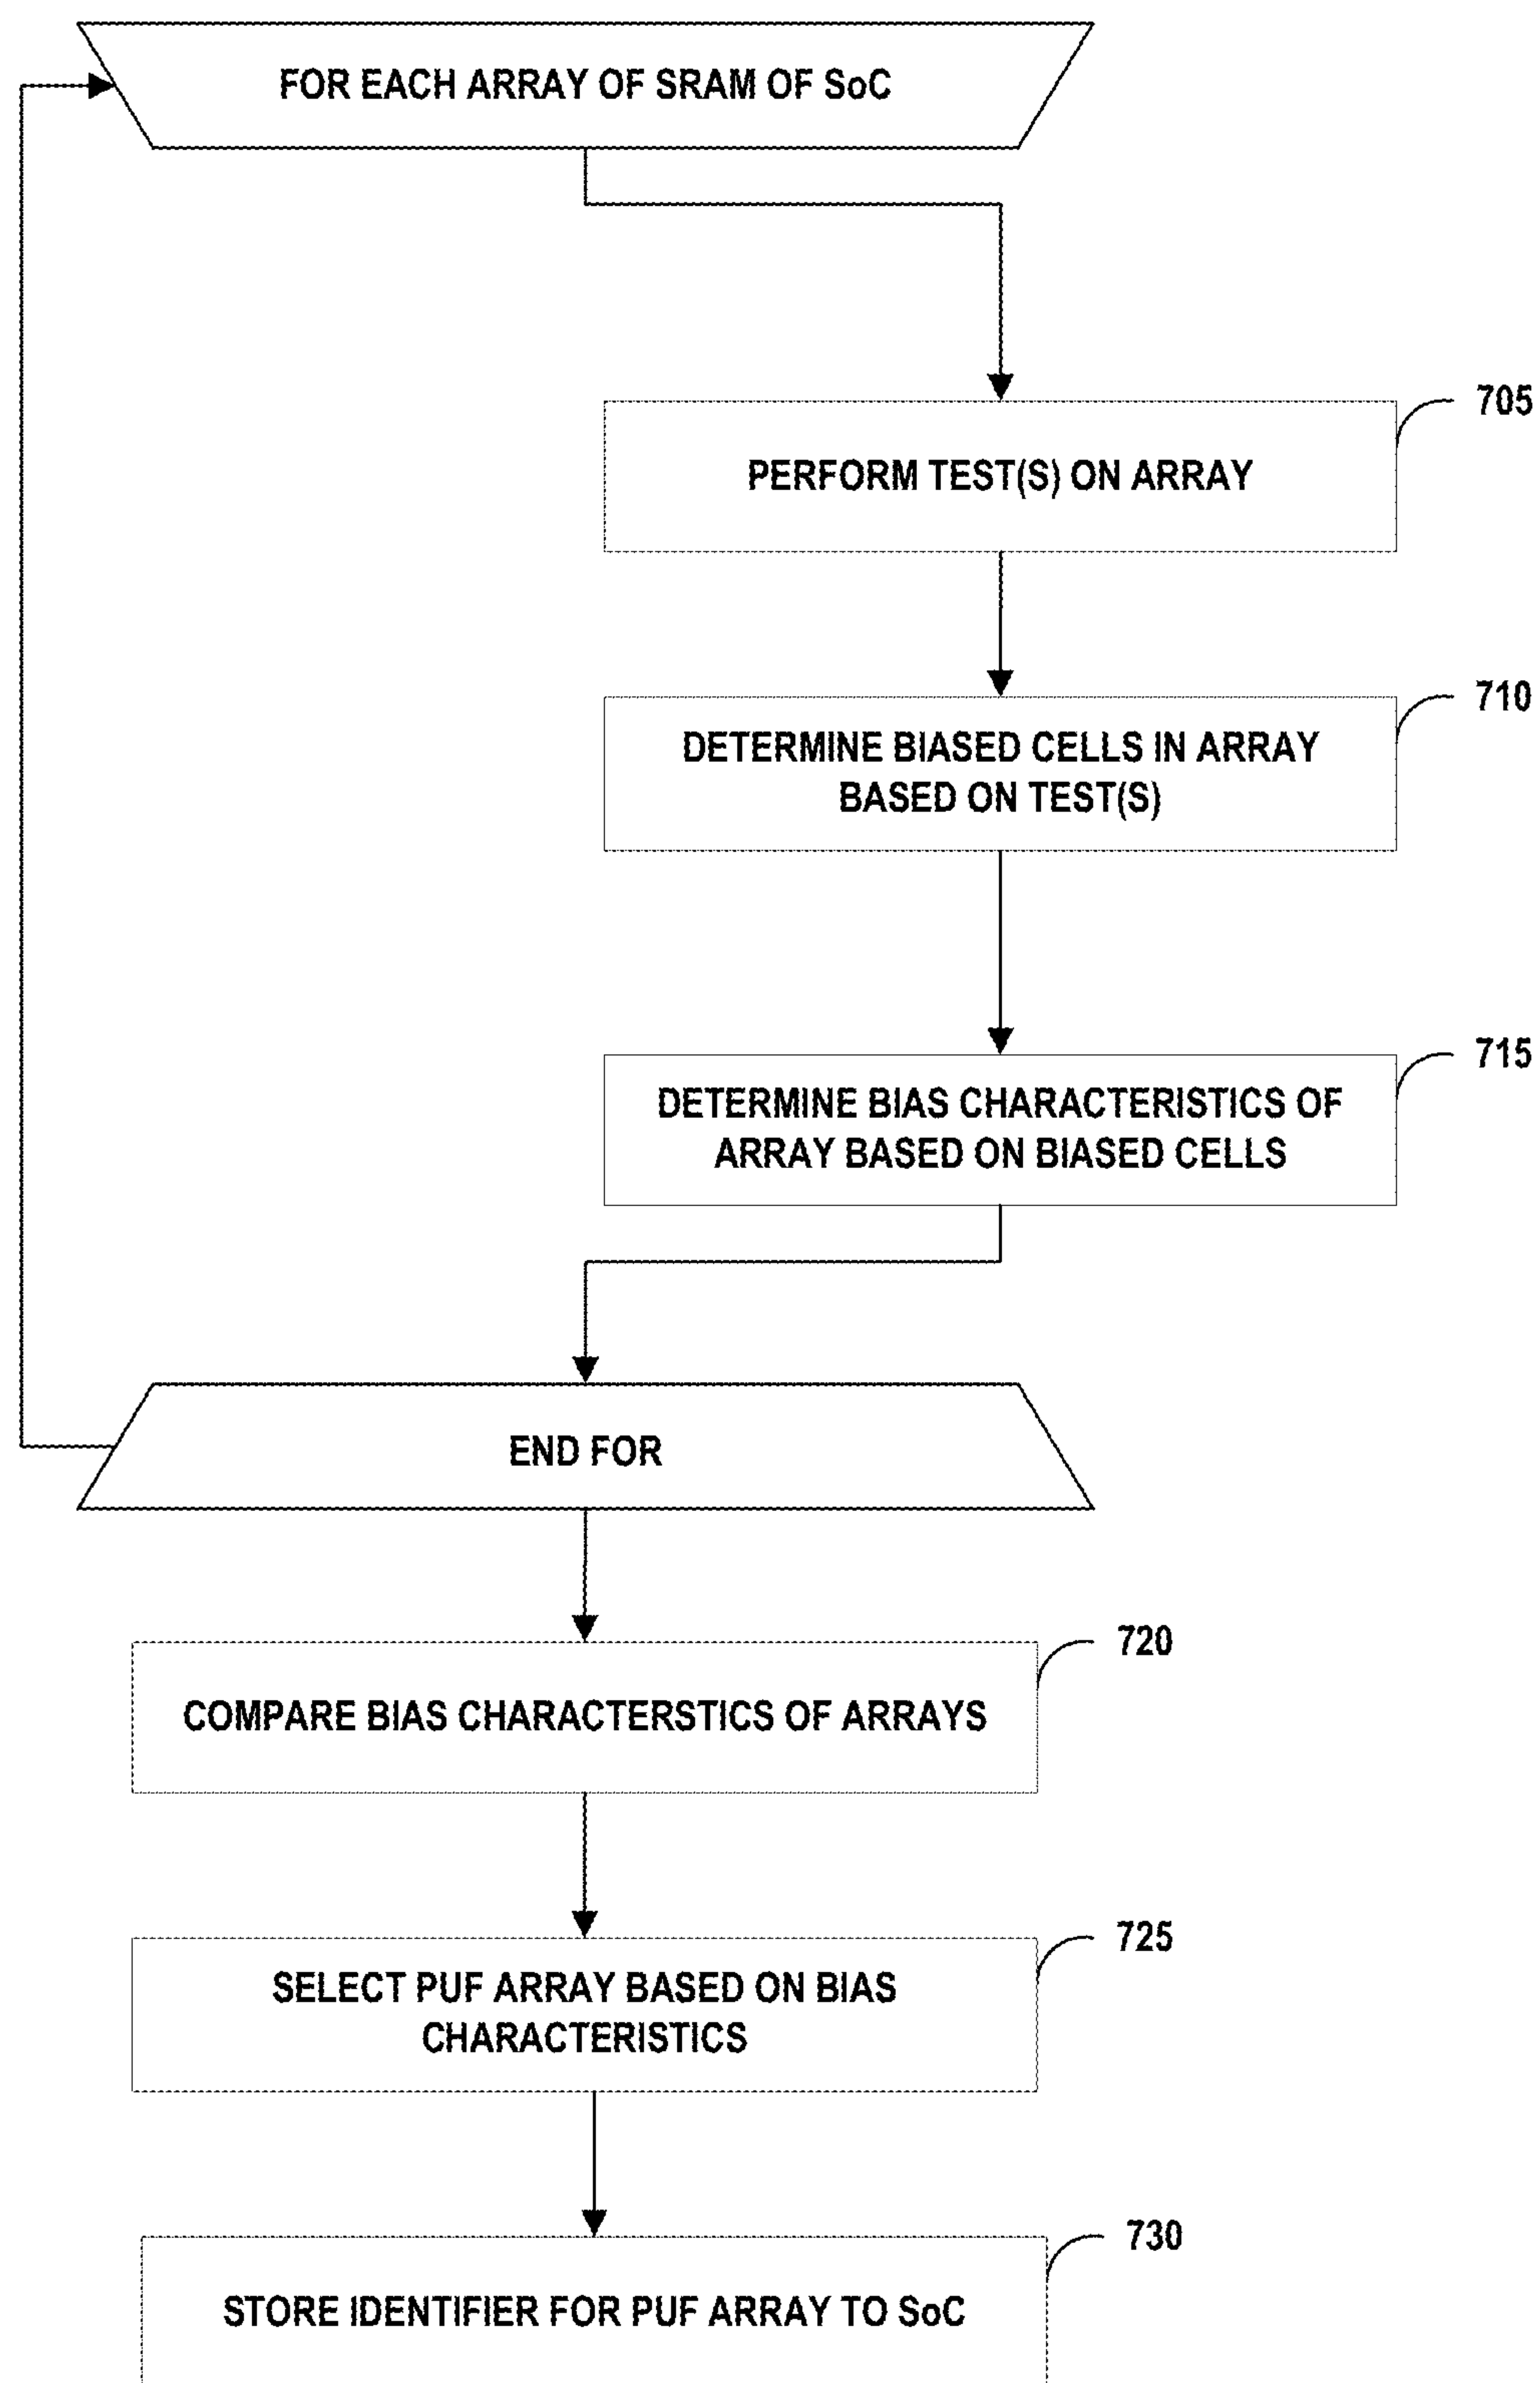 FOR EACH ARRAY OF SRAM OF SoC
705
PERFORM TEST(S) ON ARRAY
710
DETERMINE BIASED CELLS IN ARRAY
BASED ON TEST(S)
715
DETERMINE BIAS CHARACTERISTICS OF
ARRAY BASED ON BIASED CELLS
END FOR
720
COMPARE BIAS CHARACTERSTICS OF ARRAYS
725
SELECT PUF ARRAY BASED ON BIAS
CHARACTERISTICS
730
STORE IDENTIFIER FOR PUF ARRAY TO SoC